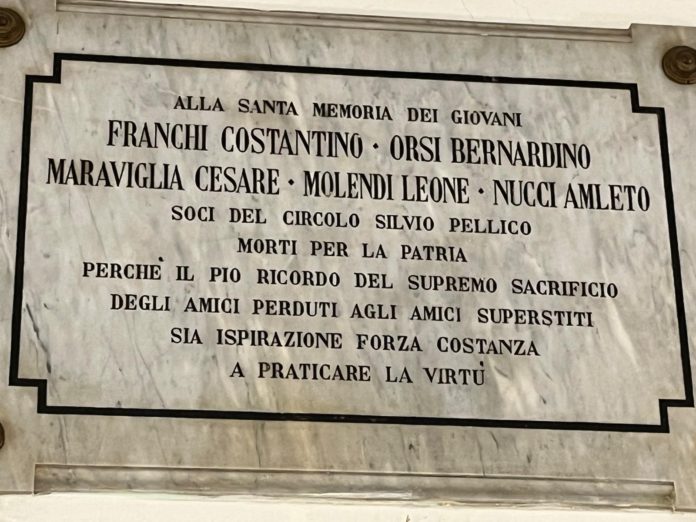 ALLA SANTA MEMORIA DEI GIOVANI
FRANCHI COSTANTINO · ORSI BERNARDINO
MARAVIGLIA CESARE · MOLENDI LEONE · NUCCI AMLETO
SOCI DEL CIRCOLO SILVIO PELLICO
MORTI PER LA PATRIA
PERCHÈ IL PIO RICORDO DEL SUPREMO SACRIFICIO
DEGLI AMICI PERDUTI AGLI AMICI SUPERSTITI
SIA ISPIRAZIONE FORZA COSTANZA
A PRATICARE LA VIRTÙ